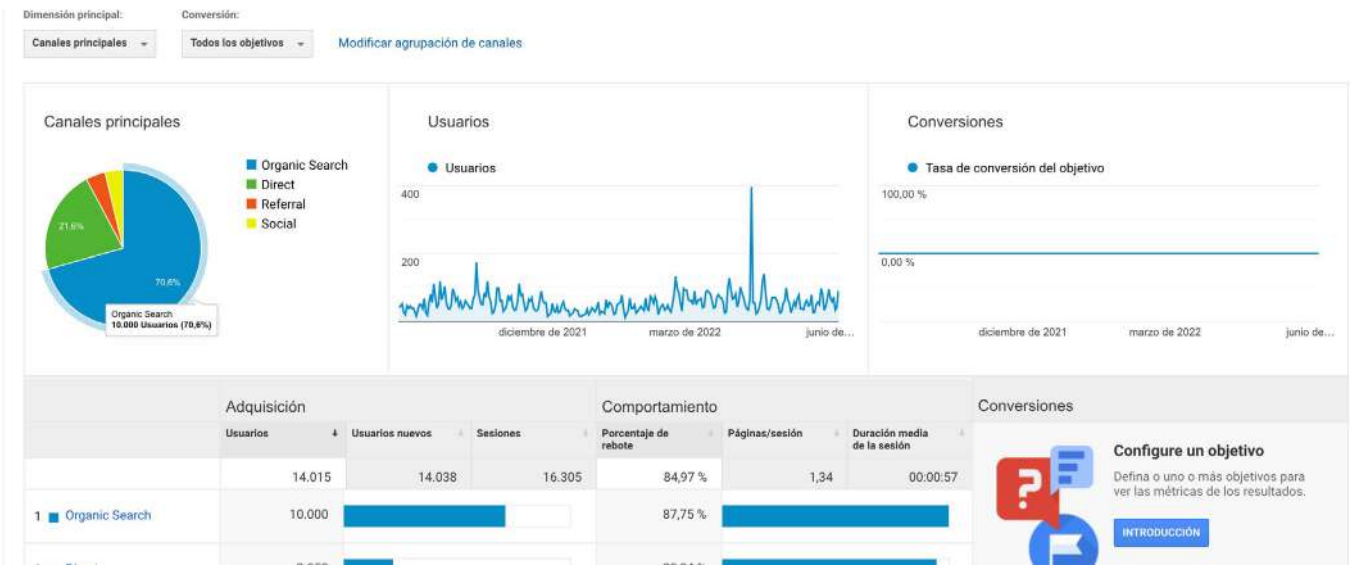 Dimensión principal:
Conversión:
Canales principales
Todos los objetivos
Modificar agrupación de canales
Canales principales
Organic Search
Direct
Referral
Social
21,6%
70,6%
Organic Search
10.000 Usuarios (70,6%)
Usuarios
Usuarios
400
200
diciembre de 2021
marzo de 2022
junio de…
Conversiones
Tasa de conversión del objetivo
100,00 %
0,00 %
diciembre de 2021
marzo de 2022
junio de…
Adquisición
Comportamiento
Conversiones
Usuarios
Usuarios nuevos
Sesiones
Porcentaje de
rebote
Páginas/sesión
Duración media
de la sesión
14.015
14.038
16.305
84,97 %
1,34
00:00:57
1 Organic Search
10.000
87,75 %
Configure un objetivo
Defina o uno o más objetivos para
ver las métricas de los resultados.
INTRODUCCIÓN